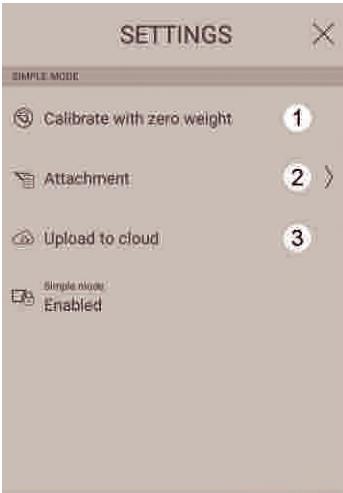 SETTINGS
SIMPLE MODE
Calibrate with zero weight
1
Attachment
2
Upload to cloud
3
Simple mode
Enabled